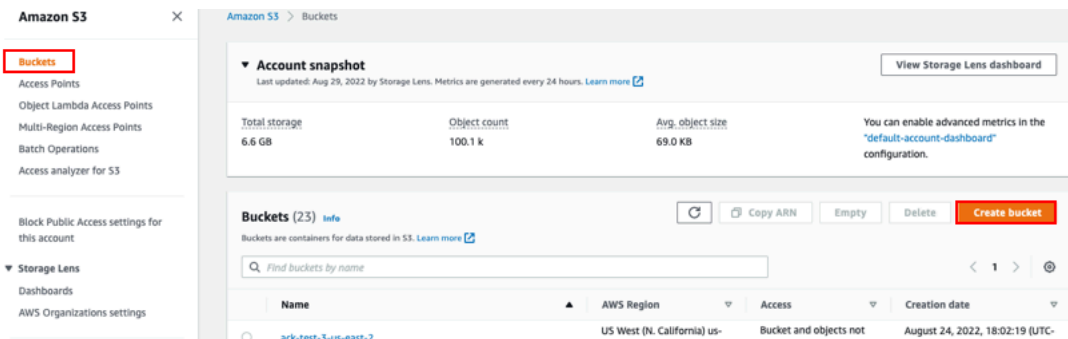 Amazon S3
Buckets
Access Points
Object Lambda Access Points
Multi-Region Access Points
Batch Operations
Access analyzer for S3
Block Public Access settings for
this account
Storage Lens
Dashboards
AWS Organizations settings
Amazon S3 > Buckets
Account snapshot
Last updated: Aug 29, 2022 by Storage Lens. Metrics are generated every 24 hours. Learn more
View Storage Lens dashboard
Total storage
6.6 GB
Object count
100.1 k
Avg. object size
69.0 KB
You can enable advanced metrics in the
"default-account-dashboard"
configuration.
Buckets (23) Info
Copy ARN
Empty
Delete
Create bucket
Buckets are containers for data stored in S3. Learn more
Find buckets by name
< 1 >
Name
AWS Region
Access
Creation date
ack-test-3-us-east-2
US West (N. California) us-
Bucket and objects not
August 24, 2022, 18:02:19 (UTC-